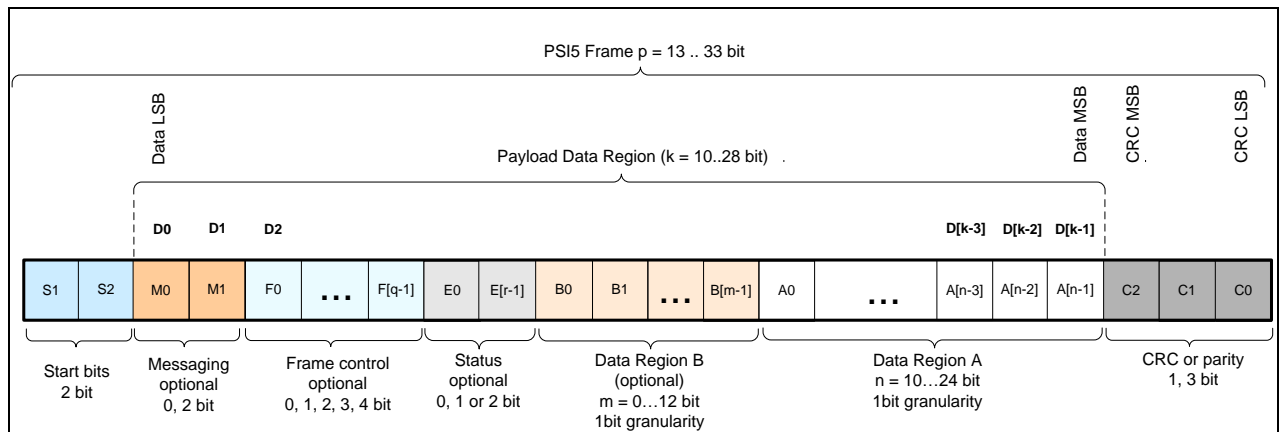 PSI5 Frame p = 13 .. 33 bit
Data LSB
Data MSB
CRC MSB
CRC LSB
Payload Data Region (k = 10..28 bit)
D0 D1 D2 D[k-3] D[k-2] D[k-1]
S1 S2 M0 M1 F0 ... F[q-1] E0 E[r-1] B0 B1 ... B[m-1] A0 ... A[n-3] A[n-2] A[n-1] C2 C1 C0
Start bits
2 bit
Messaging
optional
0, 2 bit
Frame control
optional
0, 1, 2, 3, 4 bit
Status
optional
0, 1 or 2 bit
Data Region B
(optional)
m = 0...12 bit
1bit granularity
Data Region A
n = 10...24 bit
1bit granularity
CRC or parity
1, 3 bit